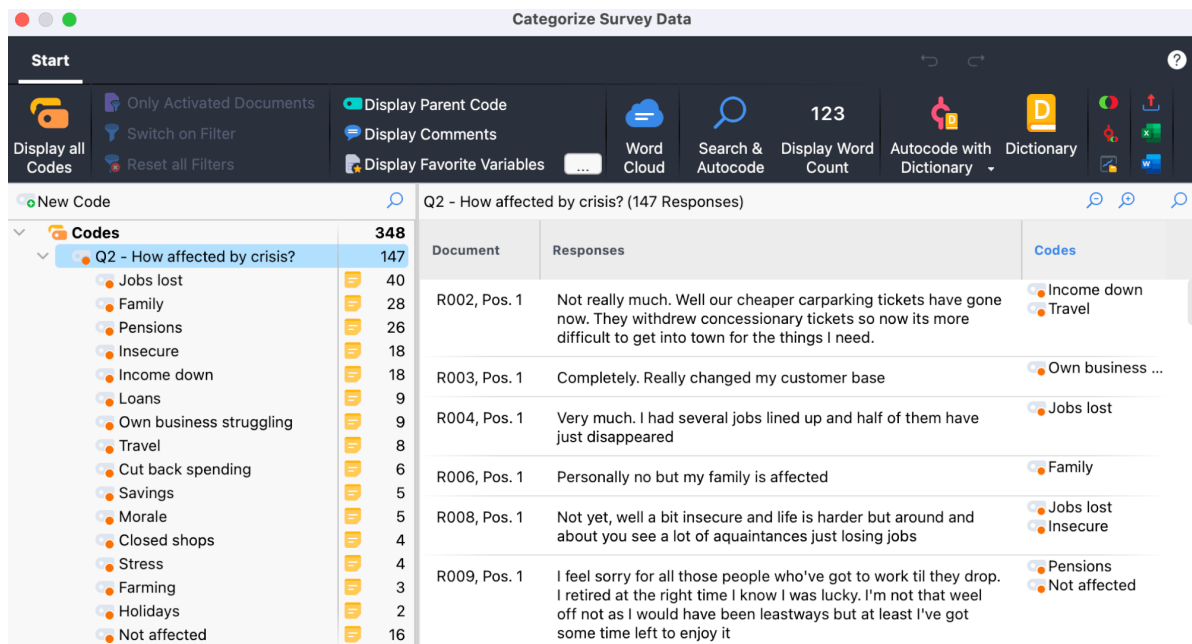 Categorize Survey Data
Start
?
Display all
Codes
Only Activated Documents
Switch on Filter
Reset all Filters
Display Parent Code
Display Comments
Display Favorite Variables
...
Word
Cloud
Search &
Autocode
123
Display Word
Count
D
Autocode with
Dictionary
D
Dictionary
x
w
New Code
Codes 348
Q2 - How affected by crisis? 147
Jobs lost 40
Family 28
Pensions 26
Insecure 18
Income down 18
Loans 9
Own business struggling 9
Travel 8
Cut back spending 6
Savings 5
Morale 5
Closed shops 4
Stress 4
Farming 3
Holidays 2
Not affected 16
Q2 - How affected by crisis? (147 Responses)
Document Responses Codes
R002, Pos. 1
Not really much. Well our cheaper carparking tickets have gone
now. They withdrew concessionary tickets so now its more
difficult to get into town for the things I need.
Income down
Travel
R003, Pos. 1
Completely. Really changed my customer base
Own business ...
R004, Pos. 1
Very much. I had several jobs lined up and half of them have
just disappeared
Jobs lost
R006, Pos. 1
Personally no but my family is affected
Family
R008, Pos. 1
Not yet, well a bit insecure and life is harder but around and
about you see a lot of aquaintances just losing jobs
Jobs lost
Insecure
R009, Pos. 1
I feel sorry for all those people who've got to work til they drop.
I retired at the right time I know I was lucky. I'm not that weel
off not as I would have been leastways but at least I've got
some time left to enjoy it
Pensions
Not affected